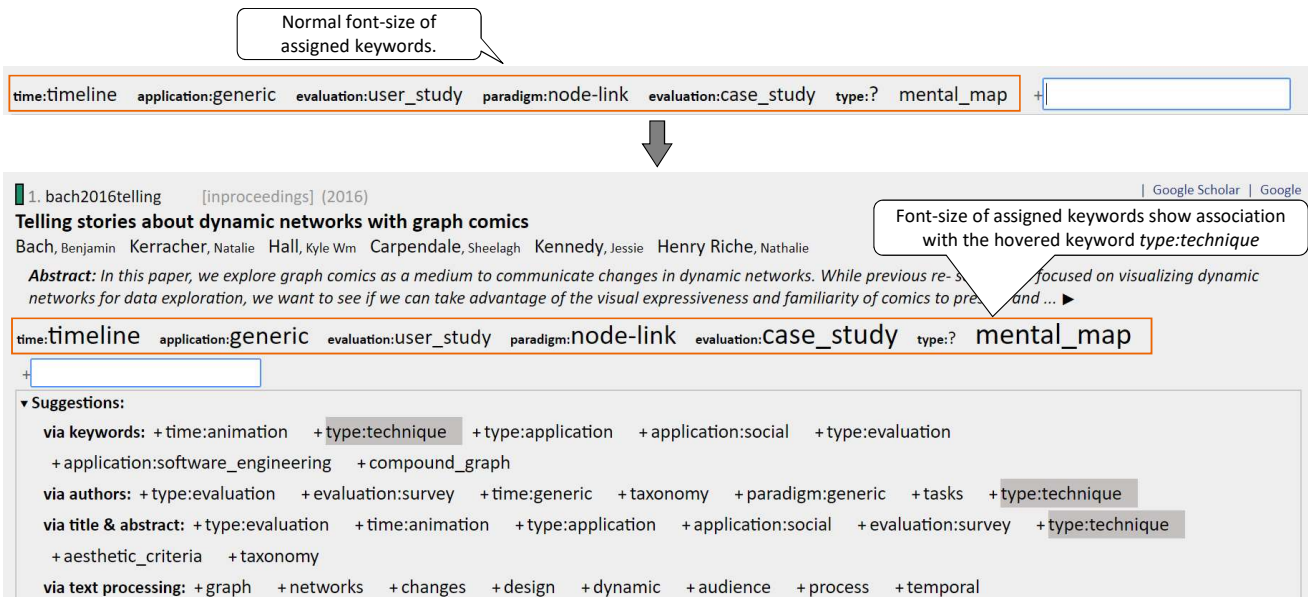 Normal font-size of
assigned keywords.
time:timeline application:generic evaluation:user_study paradigm:node-link evaluation:case_study type:? mental_map +
1. bach2016telling [inproceedings] (2016) | Google Scholar | Google
Telling stories about dynamic networks with graph comics
Font-size of assigned keywords show association
with the hovered keyword type:technique
Bach, Benjamin Kerracher, Natalie Hall, Kyle Wm Carpendale, Sheelagh Kennedy, Jessie Henry Riche, Nathalie
Abstract: In this paper, we explore graph comics as a medium to communicate changes in dynamic networks. While previous re- focused on visualizing dynamic
networks for data exploration, we want to see if we can take advantage of the visual expressiveness and familiarity of comics to and ... ▶
time:timeline application:generic evaluation:user_study paradigm:node-link evaluation:case_study type:? mental_map
+
▾ Suggestions:
via keywords: +time:animation +type:technique +type:application +application:social +type:evaluation
+application:software_engineering +compound_graph
via authors: +type:evaluation +evaluation:survey +time:generic +taxonomy +paradigm:generic +tasks +type:technique
via title & abstract: +type:evaluation +time:animation +type:application +application:social +evaluation:survey +type:technique
+aesthetic_criteria +taxonomy
via text processing: +graph +networks +changes +design +dynamic +audience +process +temporal